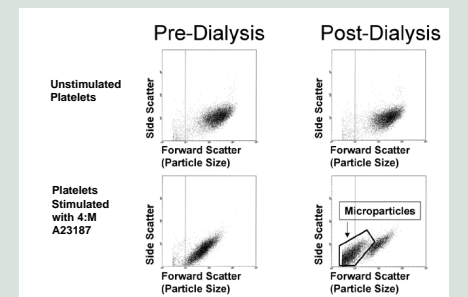 Pre-Dialysis
Post-Dialysis
Unstimulated
Platelets
Side Scatter
Forward Scatter
(Particle Size)
Side Scatter
Forward Scatter
(Particle Size)
Platelets
Stimulated
with 4:M
A23187
Side Scatter
Forward Scatter
(Particle Size)
Microparticles
Side Scatter
Forward Scatter
(Particle Size)